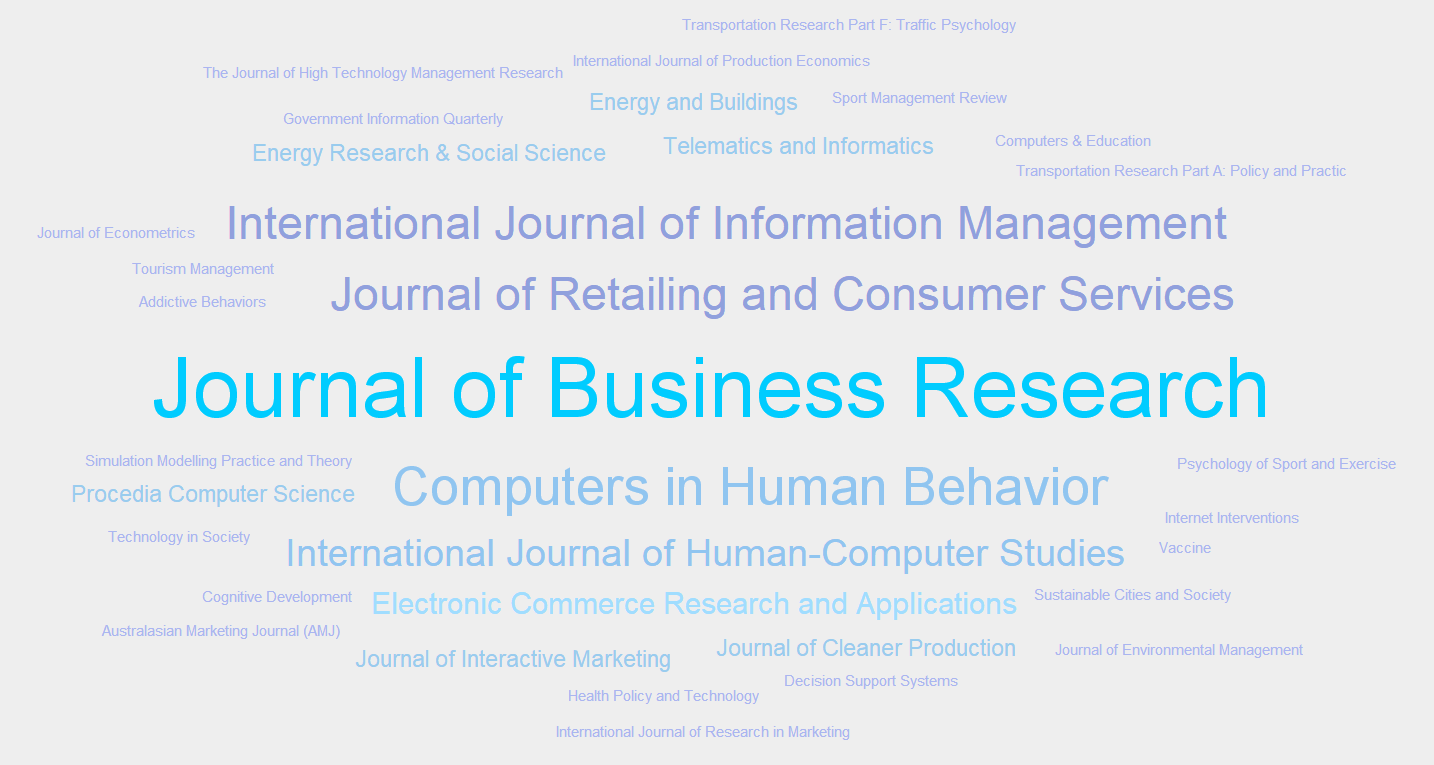 Transportation Research Part F: Traffic Psychology
International Journal of Production Economics
The Journal of High Technology Management Research
Energy and Buildings
Sport Management Review
Government Information Quarterly
Telematics and Informatics
Computers & Education
Energy Research & Social Science
Transportation Research Part A: Policy and Practic
International Journal of Information Management
Journal of Econometrics
Tourism Management
Journal of Retailing and Consumer Services
Addictive Behaviors
Journal of Business Research
Simulation Modelling Practice and Theory
Psychology of Sport and Exercise
Computers in Human Behavior
Procedia Computer Science
Internet Interventions
Technology in Society
Vaccine
International Journal of Human-Computer Studies
Cognitive Development
Sustainable Cities and Society
Electronic Commerce Research and Applications
Australasian Marketing Journal (AMJ)
Journal of Cleaner Production
Journal of Environmental Management
Journal of Interactive Marketing
Decision Support Systems
Health Policy and Technology
International Journal of Research in Marketing